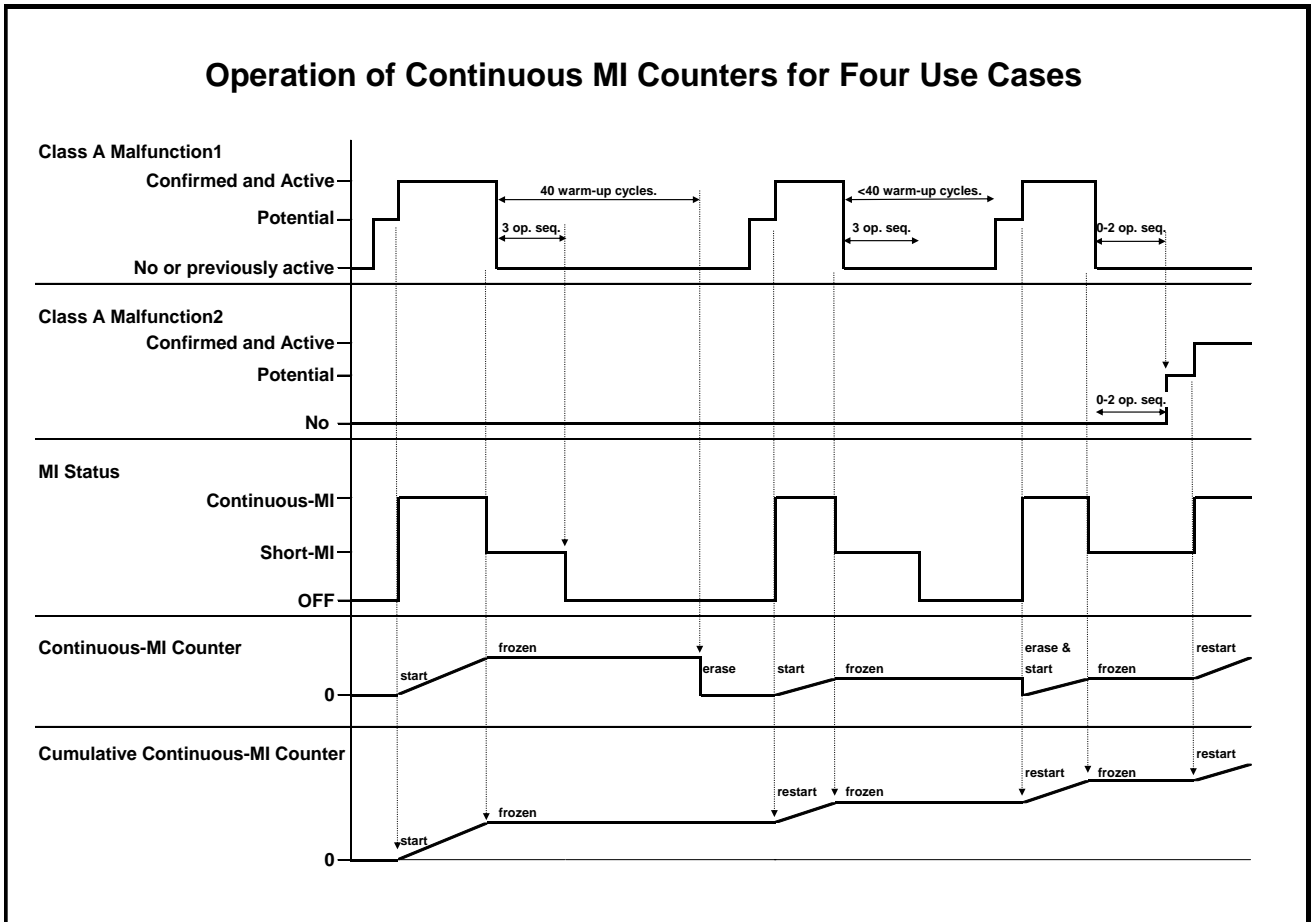 Operation of Continuous MI Counters for Four Use Cases
Class A Malfunction1
Confirmed and Active
40 warm-up cycles.
<40 warm-up cycles.
Potential
3 op. seq.
3 op. seq.
0-2 op. seq.
No or previously active
Class A Malfunction2
Confirmed and Active
Potential
0-2 op. seq.
No
MI Status
Continuous-MI
Short-MI
OFF
Continuous-MI Counter
start
frozen
erase
start
frozen
erase &
start
frozen
restart
0
Cumulative Continuous-MI Counter
start
frozen
restart
frozen
restart
frozen
restart
0